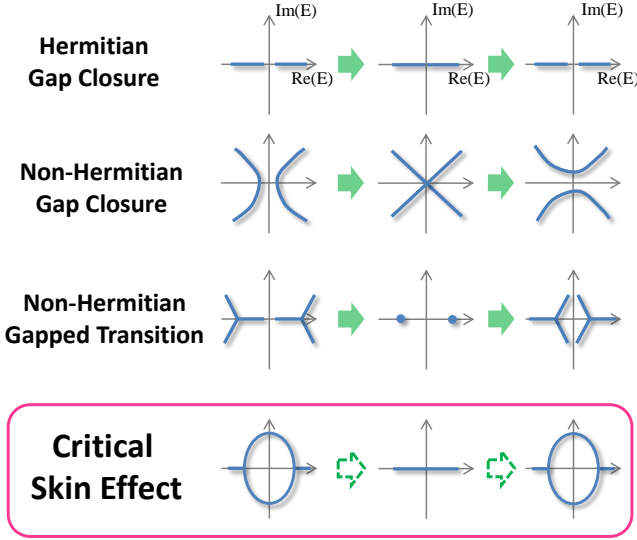 Im(E) Im(E) Im(E)
Hermitian
Gap Closure
Re(E) Re(E) Re(E)
Non-Hermitian
Gap Closure
Non-Hermitian
Gapped Transition
Critical
Skin Effect